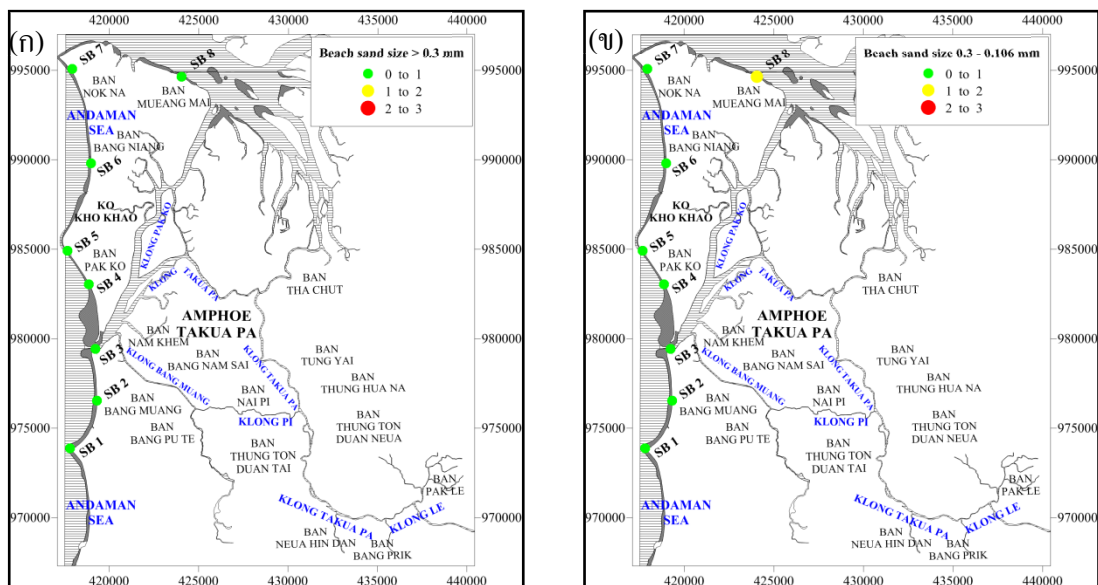 420000 425000 430000 435000 440000
(ก)
Beach sand size > 0.3 mm
0 to 1
1 to 2
2 to 3
SB 7
SB 8
995000 995000
BAN
NOK NA
BAN
MUEANG MAI
ANDAMAN
SEA
BAN
BANG NIANG
990000 990000
SB 6
KO
KHO KHAO
KLONG PAK KO
985000 985000
SB 5
BAN
PAK KO
SB 4
KLONG TAKUA PA
BAN
THA CHUT
AMPHOE
TAKUA PA
980000 980000
BAN
NAM KHEM
SB 3
BAN
BANG NAM SAI
BAN
TUNG YAI
KLONG BANG MUANG
KLONG TAKUA PA
BAN
THUNG HUA NA
SB 2
BAN
BANG MUANG
BAN
NAI PI
975000 975000
BAN
BANG PU TE
KLONG PI
BAN
THUNG TON
DUAN NEUA
SB 1
BAN
THUNG TON
DUAN TAI
BAN
PAK LE
970000 970000
ANDAMAN
SEA
KLONG TAKUA PA
KLONG LE
BAN
NEUA HIN DAN
BAN
BANG PRIK
420000 425000 430000 435000 440000
420000 425000 430000 435000 440000
(ข)
Beach sand size 0.3 - 0.106 mm
0 to 1
1 to 2
2 to 3
SB 7
SB 8
995000 995000
BAN
NOK NA
BAN
MUEANG MAI
ANDAMAN
SEA
BAN
BANG NIANG
990000 990000
SB 6
KO
KHO KHAO
KLONG PAK KO
985000 985000
SB 5
BAN
PAK KO
SB 4
KLONG TAKUA PA
BAN
THA CHUT
AMPHOE
TAKUA PA
980000 980000
BAN
NAM KHEM
SB 3
BAN
BANG NAM SAI
BAN
TUNG YAI
KLONG BANG MUANG
KLONG TAKUA PA
BAN
THUNG HUA NA
SB 2
BAN
BANG MUANG
BAN
NAI PI
975000 975000
BAN
BANG PU TE
KLONG PI
BAN
THUNG TON
DUAN NEUA
SB 1
BAN
THUNG TON
DUAN TAI
BAN
PAK LE
970000 970000
ANDAMAN
SEA
KLONG TAKUA PA
KLONG LE
BAN
NEUA HIN DAN
BAN
BANG PRIK
420000 425000 430000 435000 440000